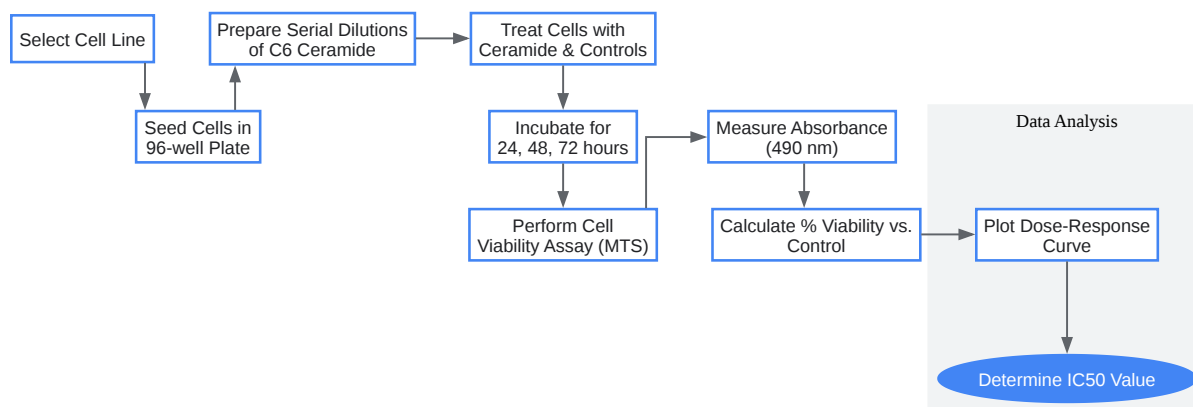 Select Cell Line
Seed Cells in
96-well Plate
Prepare Serial Dilutions
of C6 Ceramide
Treat Cells with
Ceramide & Controls
Incubate for
24, 48, 72 hours
Perform Cell
Viability Assay (MTS)
Measure Absorbance
(490 nm)
Calculate % Viability vs.
Control
Data Analysis
Plot Dose-Response
Curve
Determine IC50 Value